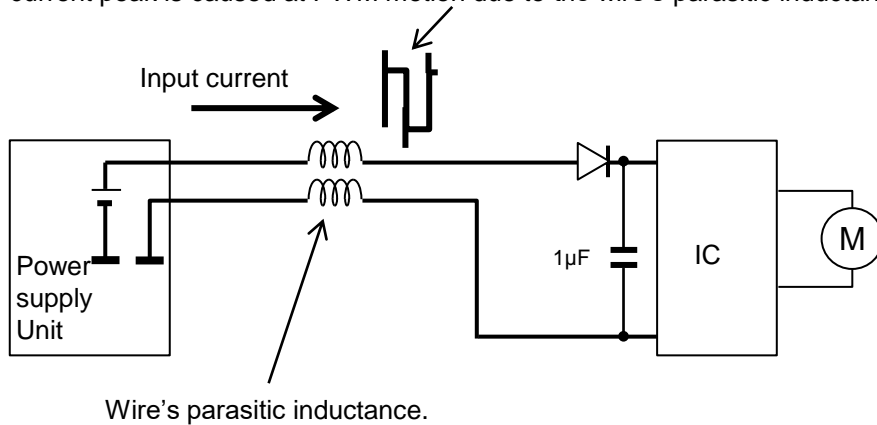 current peak is caused at PWM motion due to the wire's parasitic inductan
Input current
Power
supply
Unit
1µF
IC
M
Wire's parasitic inductance.